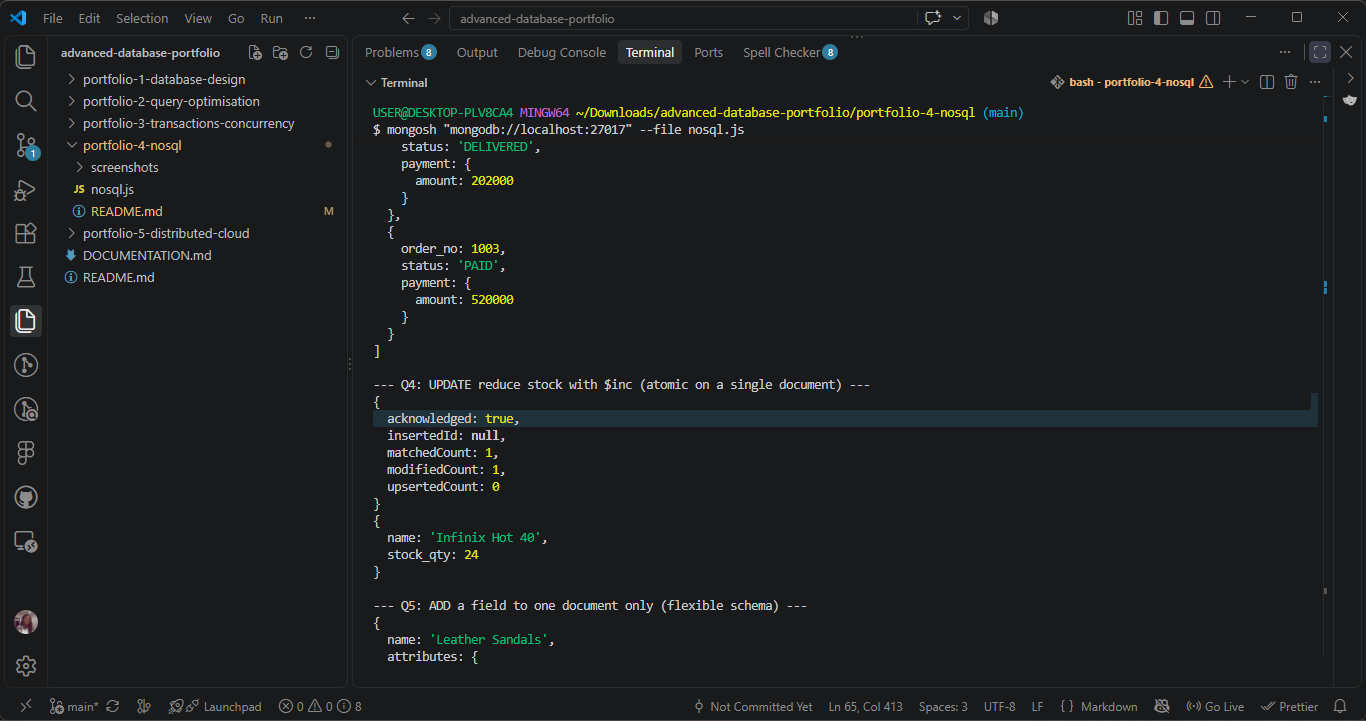 File Edit Selection View Go Run ···
advanced-database-portfolio
advanced-database-portfolio
portfolio-1-database-design
portfolio-2-query-optimisation
portfolio-3-transactions-concurrency
portfolio-4-nosql
screenshots
JS nosql.js
README.md M
portfolio-5-distributed-cloud
DOCUMENTATION.md
README.md
1
Problems 8 Output Debug Console Terminal Ports Spell Checker 8
Terminal
bash - portfolio-4-nosql
USER@DESKTOP-PLV8CA4 MINGW64 ~/Downloads/advanced-database-portfolio/portfolio-4-nosql (main)
$ mongosh "mongodb://localhost:27017" --file nosql.js
status: 'DELIVERED',
payment: {
amount: 202000
}
},
{
order_no: 1003,
status: 'PAID',
payment: {
amount: 520000
}
}
]
--- Q4: UPDATE reduce stock with $inc (atomic on a single document) ---
{
acknowledged: true,
insertedId: null,
matchedCount: 1,
modifiedCount: 1,
upsertedCount: 0
}
{
name: 'Infinix Hot 40',
stock_qty: 24
}
--- Q5: ADD a field to one document only (flexible schema) ---
{
name: 'Leather Sandals',
attributes: {
main* Launchpad 0 0 8 Not Committed Yet Ln 65, Col 413 Spaces: 3 UTF-8 LF { } Markdown Go Live Prettier